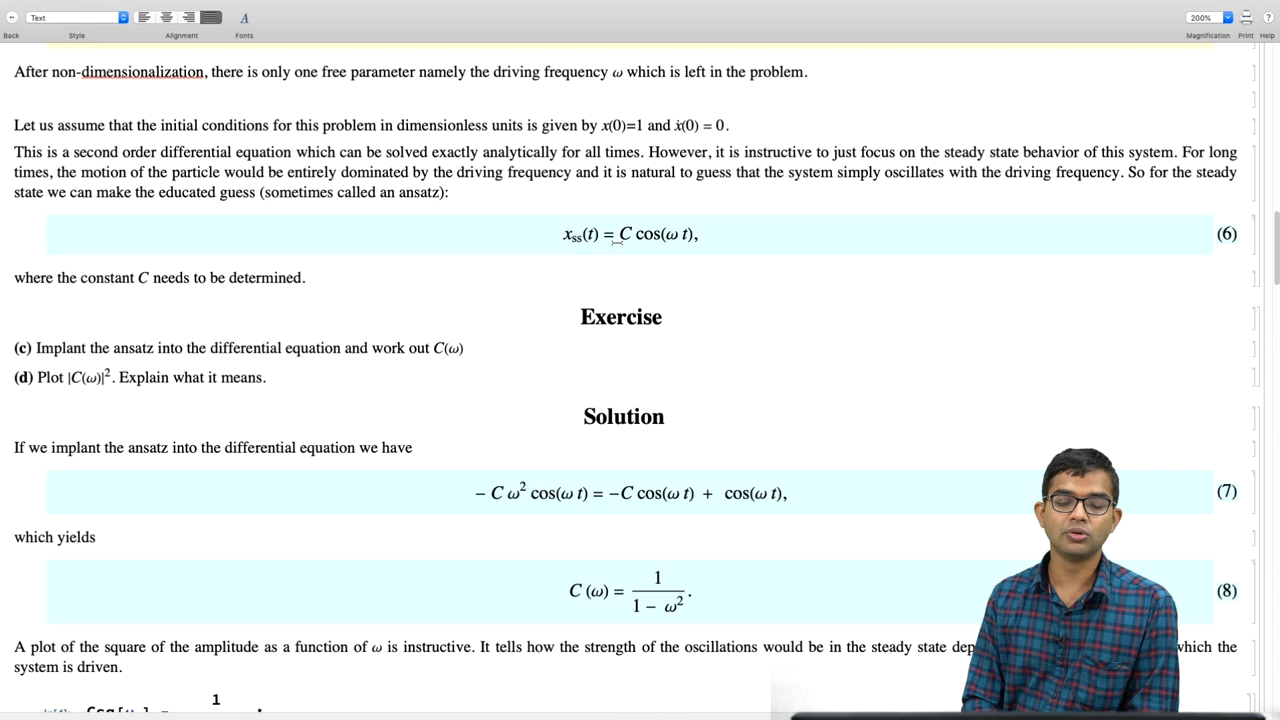 Text
200%
Back
Style
Alignment
Fonts
Magnification
Print
Help
After non-dimensionalization, there is only one free parameter namely the driving frequency ω which is left in the problem.
Let us assume that the initial conditions for this problem in dimensionless units is given by x(0)=1 and ẋ(0) = 0.
This is a second order differential equation which can be solved exactly analytically for all times. However, it is instructive to just focus on the steady state behavior of this system. For long
times, the motion of the particle would be entirely dominated by the driving frequency and it is natural to guess that the system simply oscillates with the driving frequency. So for the steady
state we can make the educated guess (sometimes called an ansatz):
xss(t) = C cos(ω t), (6)
where the constant C needs to be determined.
Exercise
(c) Implant the ansatz into the differential equation and work out C(ω)
(d) Plot |C(ω)|². Explain what it means.
Solution
If we implant the ansatz into the differential equation we have
− C ω² cos(ω t) = −C cos(ω t) + cos(ω t), (7)
which yields
C (ω) = 1 / (1 − ω²). (8)
A plot of the square of the amplitude as a function of ω is instructive. It tells how the strength of the oscillations would be in the steady state which the
system is driven.
1